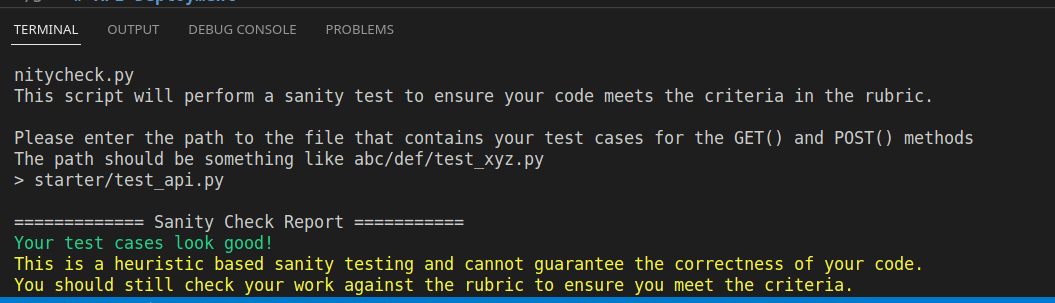 # API Deployment
TERMINAL OUTPUT DEBUG CONSOLE PROBLEMS
nitycheck.py
This script will perform a sanity test to ensure your code meets the criteria in the rubric.
Please enter the path to the file that contains your test cases for the GET() and POST() methods
The path should be something like abc/def/test_xyz.py
> starter/test_api.py
============= Sanity Check Report ===========
Your test cases look good!
This is a heuristic based sanity testing and cannot guarantee the correctness of your code.
You should still check your work against the rubric to ensure you meet the criteria.